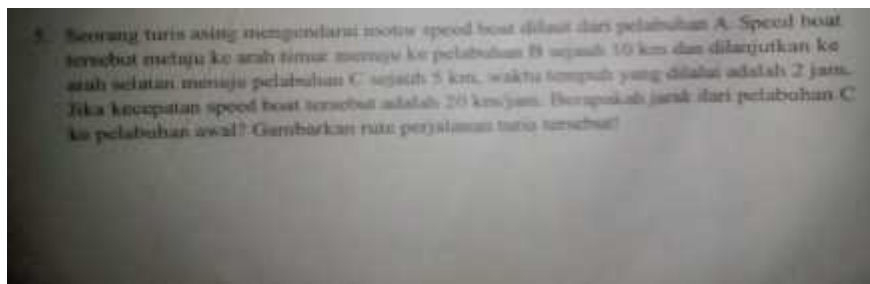 5. Seorang turis asing mengendarai motor speed boat dilaut dari pelabuhan A. Speed boat
tersebut melaju ke arah timur menuju ke pelabuhan B sejauh 10 km dan dilanjutkan ke
arah selatan menuju pelabuhan C sejauh 5 km, waktu tempuh yang dilalui adalah 2 jam.
Jika kecepatan speed boat tersebut adalah 20 km/jam. Berapakah jarak dari pelabuhan C
ke pelabuhan awal? Gambarkan rute perjalanan turis tersebut!